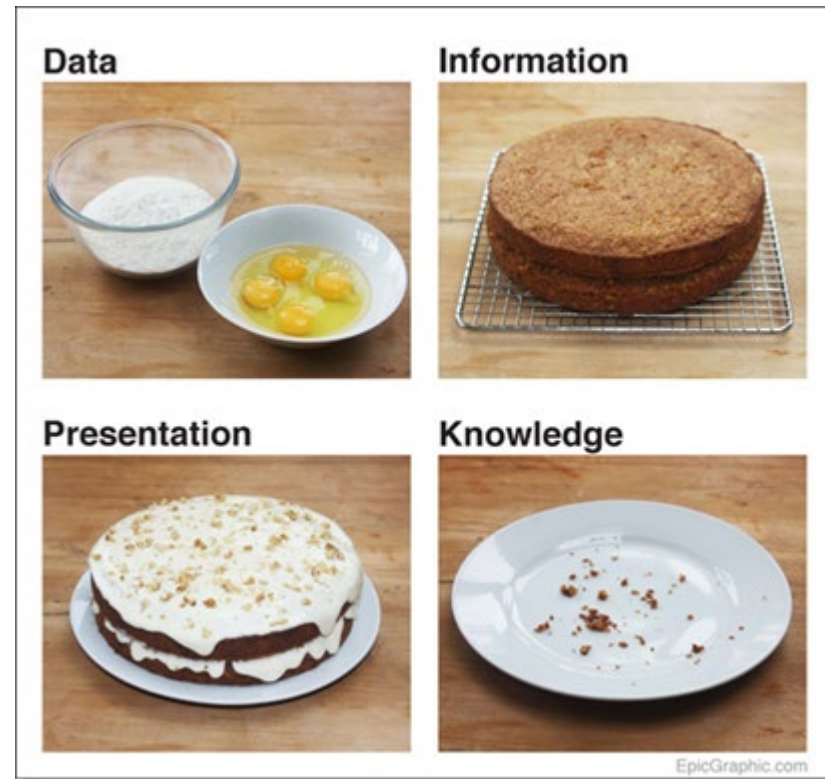 Data
Information
Presentation
Knowledge
EpicGraphic.com